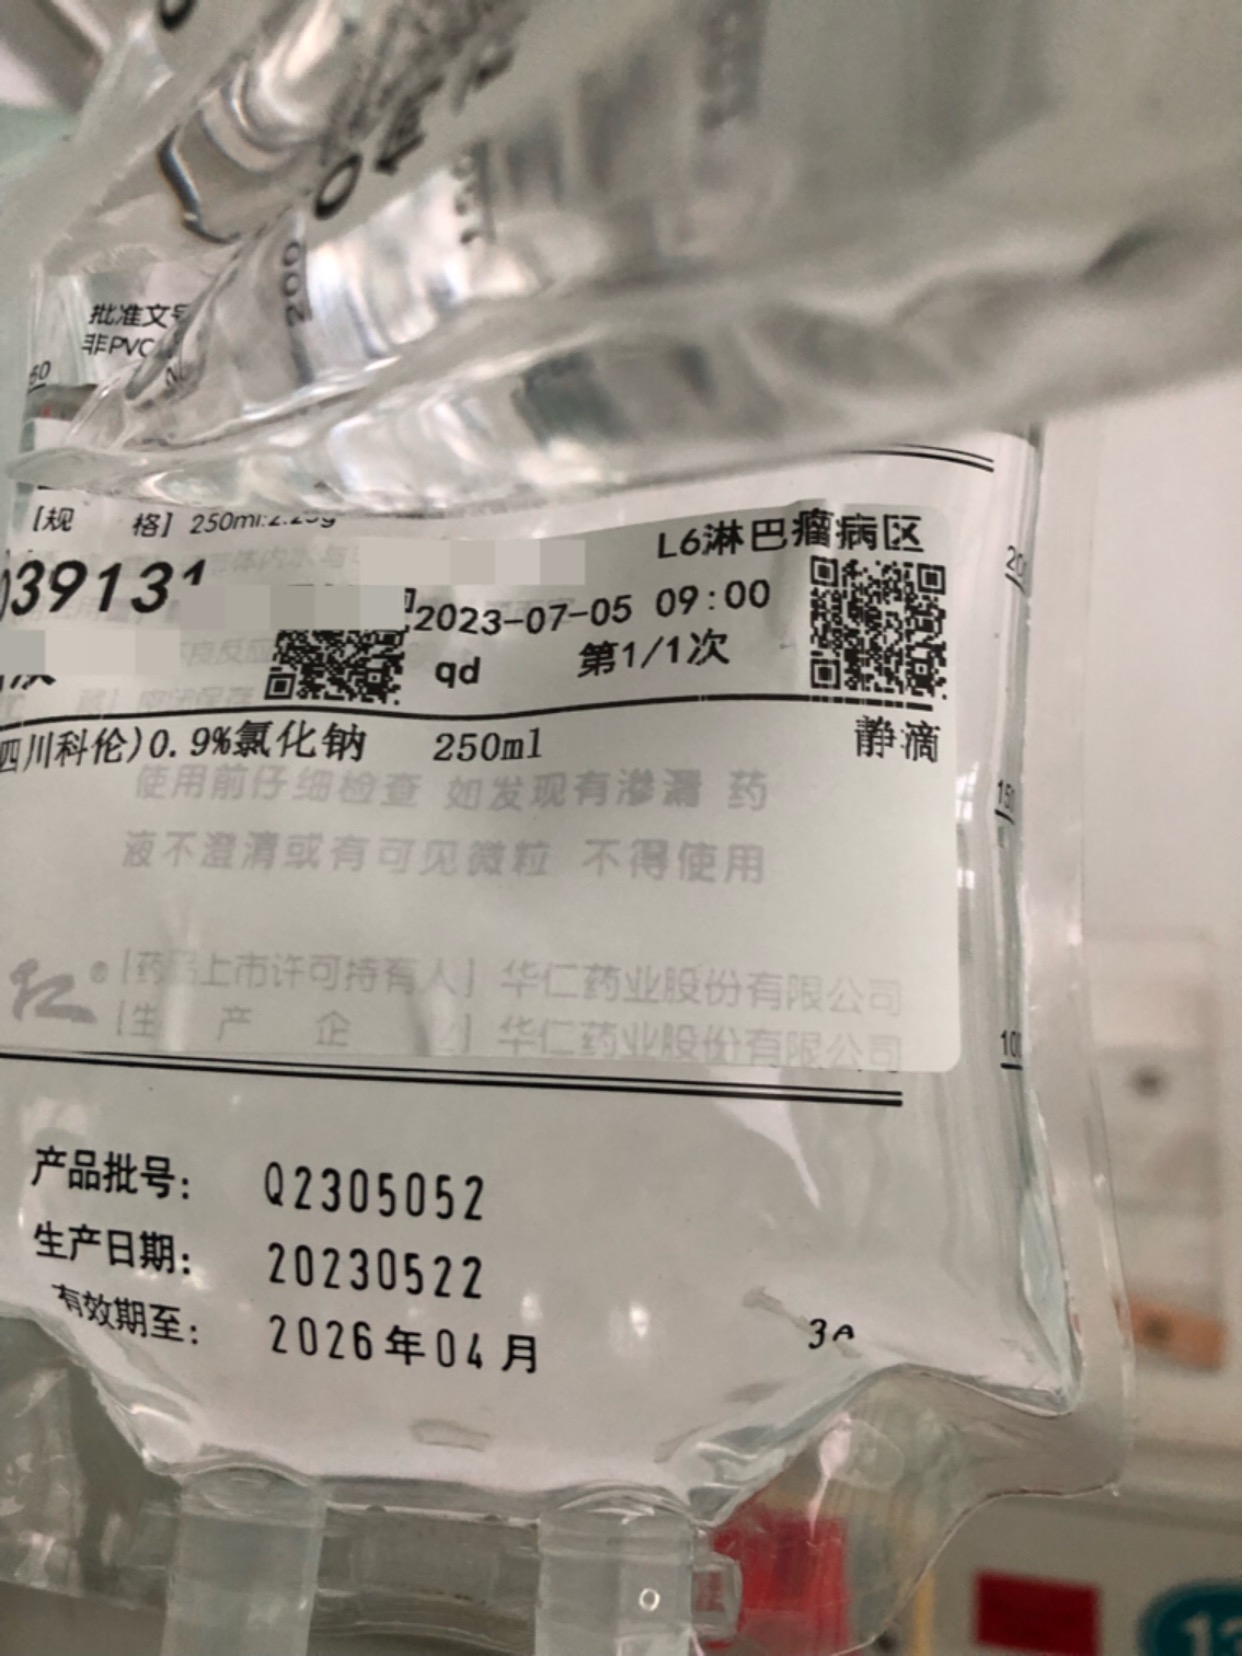 200
批准文号
非PVC
[规 格] 250ml:2.25g
L6淋巴瘤病区
039131
2023-07-05 09:00
qd 第1/1次
四川科伦)0.9%氯化钠 250ml 静滴
使用前仔细检查 如发现有渗漏 药
液不澄清或有可见微粒 不得使用
[药品上市许可持有人] 华仁药业股份有限公司
[生 产 企 业] 华仁药业股份有限公司
150
100
产品批号: Q2305052
生产日期: 20230522
有效期至: 2026年04月
3A
13